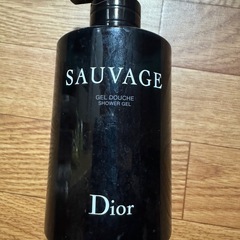 SAUVAGE
GEL DOUCHE
SHOWER GEL
Dior